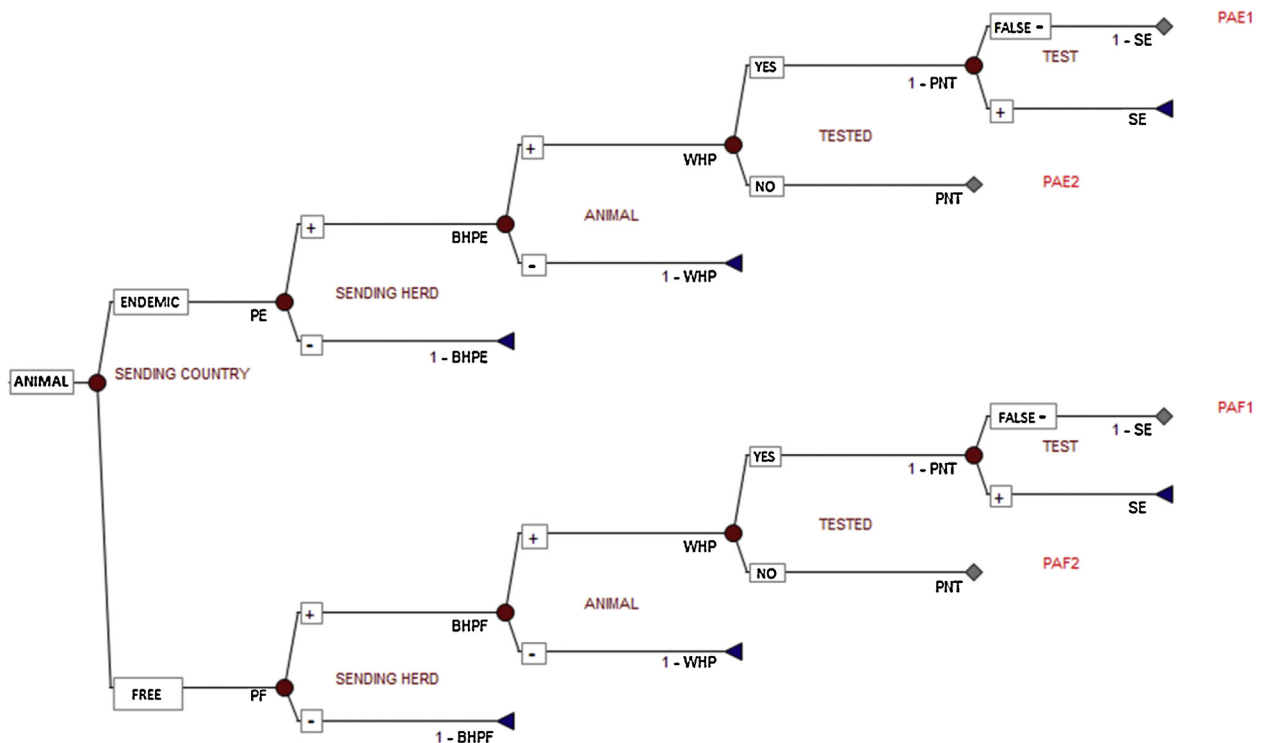 PAE1
FALSE -
1 - SE
TEST
YES
1 - PNT
+
SE
TESTED
+
WHP
NO
PNT
PAE2
ANIMAL
+
BHPE
-
1 - WHP
SENDING HERD
ENDEMIC
PE
-
1 - BHPE
ANIMAL
SENDING COUNTRY
PAF1
FALSE -
1 - SE
TEST
YES
1 - PNT
+
SE
TESTED
+
WHP
NO
PNT
PAF2
ANIMAL
+
BHPF
-
1 - WHP
SENDING HERD
FREE
PF
-
1 - BHPF